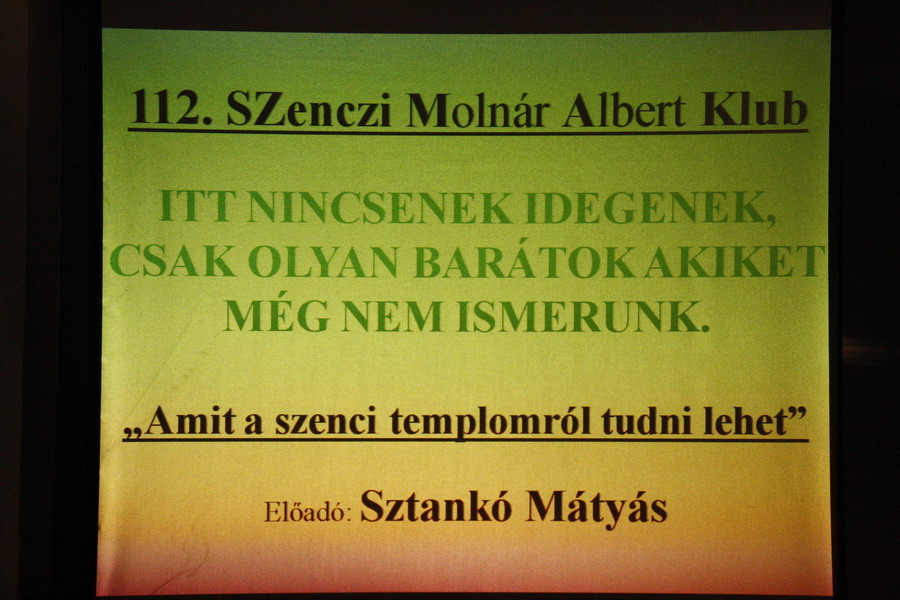 112. SZenczi Molnár Albert Klub
ITT NINCSENEK IDEGENEK,
CSAK OLYAN BARÁTOK AKIKET
MÉG NEM ISMERUNK.
„Amit a szenci templomról tudni lehet”
Előadó: Sztankó Mátyás